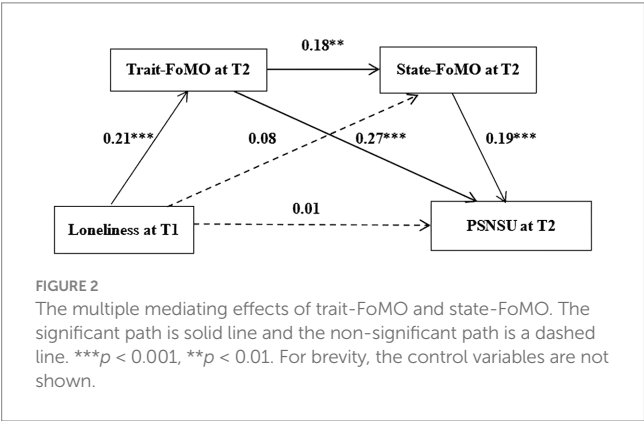 0.18**
Trait-FoMO at T2
State-FoMO at T2
0.21***
0.08
0.27***
0.19***
0.01
Loneliness at T1
PSNSU at T2
FIGURE 2
The multiple mediating effects of trait-FoMO and state-FoMO. The
significant path is solid line and the non-significant path is a dashed
line. ***p < 0.001, **p < 0.01. For brevity, the control variables are not
shown.